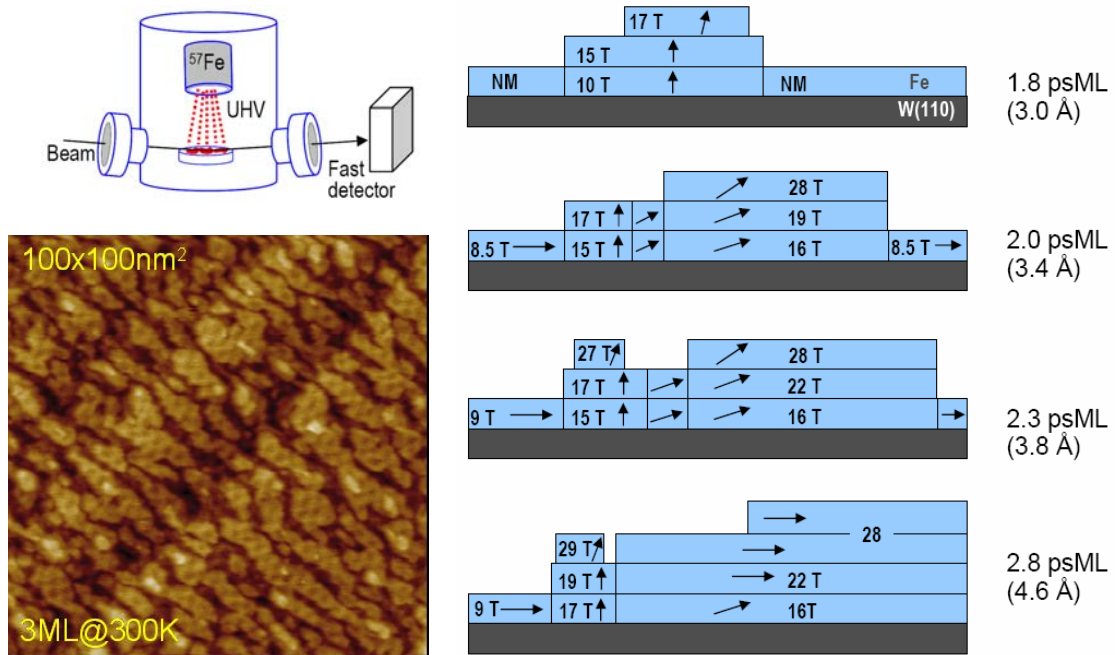 ⁵⁷Fe
UHV
Beam
Fast
detector
100x100nm²
3ML@300K
17 T
15 T
NM
10 T
NM
Fe
W(110)
1.8 psML
(3.0 Å)
28 T
17 T
19 T
8.5 T
15 T
16 T
8.5 T
2.0 psML
(3.4 Å)
27 T
28 T
17 T
22 T
9 T
15 T
16 T
2.3 psML
(3.8 Å)
28
29 T
19 T
22 T
9 T
17 T
16T
2.8 psML
(4.6 Å)